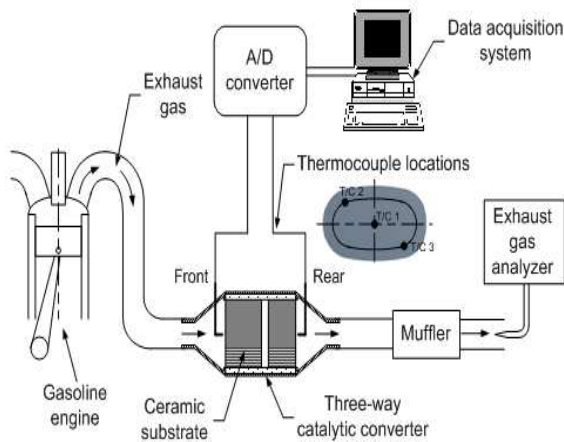 Data acquisition
system
A/D
converter
Exhaust
gas
Thermocouple locations
T/C 2
T/C 1
T/C 3
Exhaust
gas
analyzer
Front
Rear
Muffler
Gasoline
engine
Ceramic
substrate
Three-way
catalytic converter